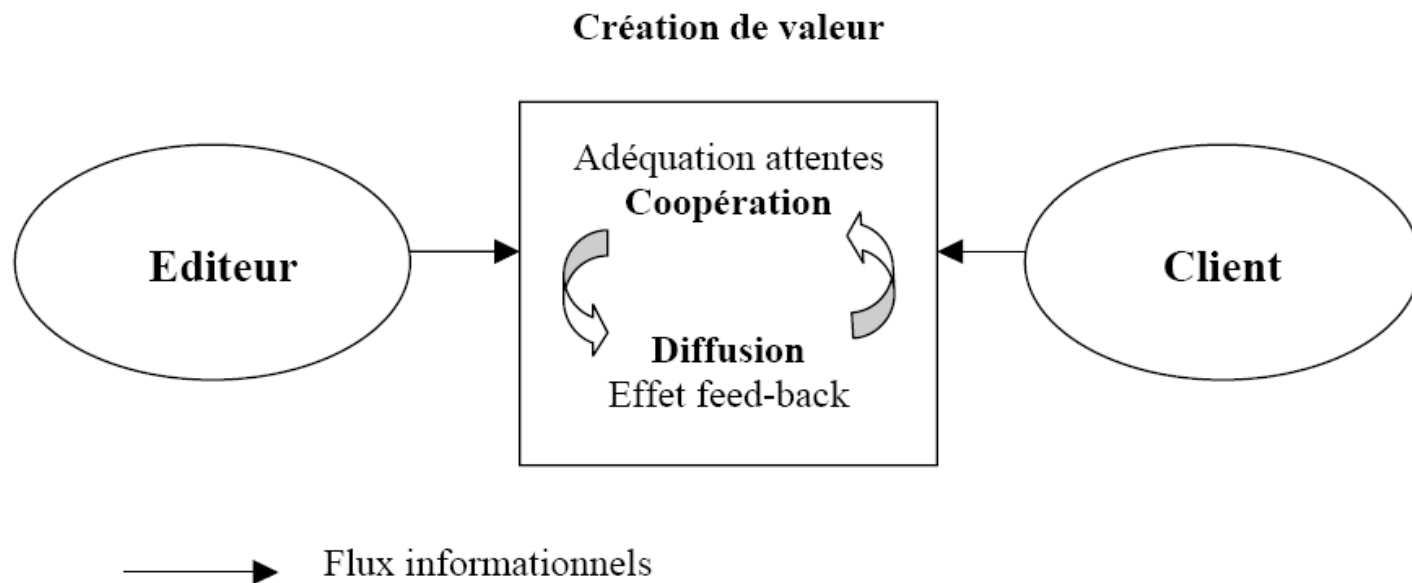 Création de valeur
Adéquation attentes
Coopération
Editeur
Client
Diffusion
Effet feed-back
Flux informationnels